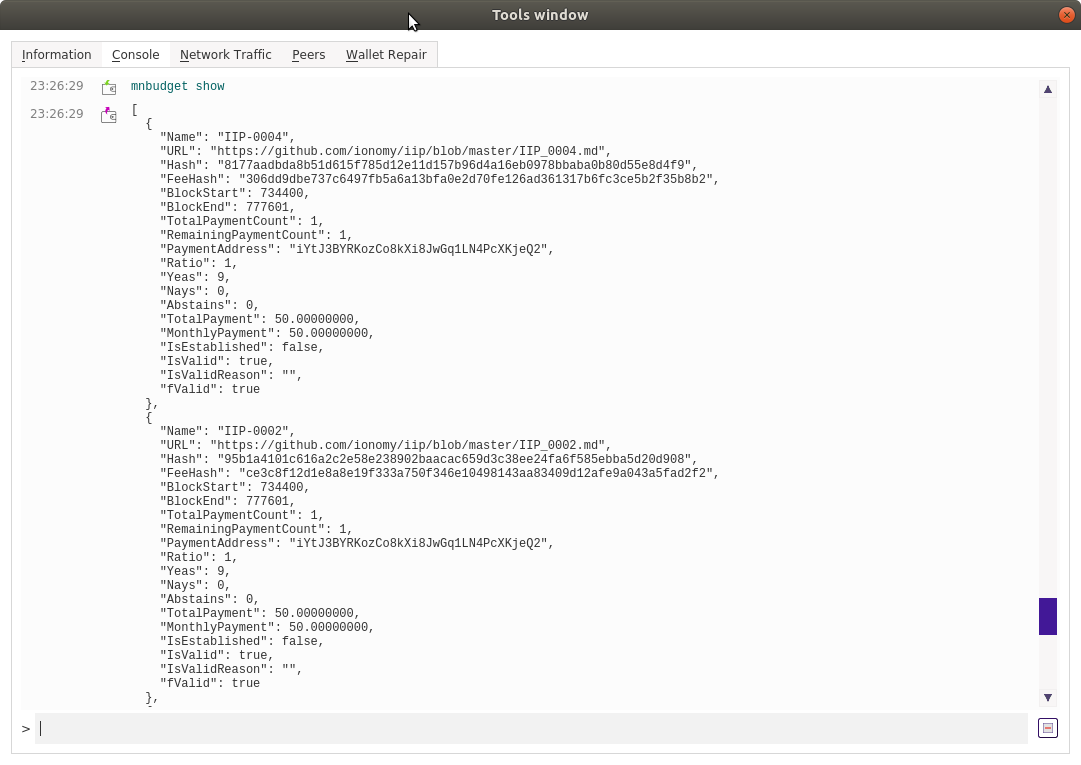 Tools window
Information Console Network Traffic Peers Wallet Repair
23:26:29 mnbudget show
23:26:29 [
{
"Name": "IIP-0004",
"URL": "https://github.com/ionomy/iip/blob/master/IIP_0004.md",
"Hash": "8177aadbda8b51d615f785d12e11d157b96d4a16eb0978bbaba0b80d55e8d4f9",
"FeeHash": "306dd9dbe737c6497fb5a6a13bfa0e2d70fe126ad361317b6fc3ce5b2f35b8b2",
"BlockStart": 734400,
"BlockEnd": 777601,
"TotalPaymentCount": 1,
"RemainingPaymentCount": 1,
"PaymentAddress": "iYtJ3BYRKozCo8kXi8JwGq1LN4PcXKjeQ2",
"Ratio": 1,
"Yeas": 9,
"Nays": 0,
"Abstains": 0,
"TotalPayment": 50.00000000,
"MonthlyPayment": 50.00000000,
"IsEstablished": false,
"IsValid": true,
"IsValidReason": "",
"fValid": true
},
{
"Name": "IIP-0002",
"URL": "https://github.com/ionomy/iip/blob/master/IIP_0002.md",
"Hash": "95b1a4101c616a2c2e58e238902baacac659d3c38ee24fa6f585ebba5d20d908",
"FeeHash": "ce3c8f12d1e8a8e19f333a750f346e10498143aa83409d12afe9a043a5fad2f2",
"BlockStart": 734400,
"BlockEnd": 777601,
"TotalPaymentCount": 1,
"RemainingPaymentCount": 1,
"PaymentAddress": "iYtJ3BYRKozCo8kXi8JwGq1LN4PcXKjeQ2",
"Ratio": 1,
"Yeas": 9,
"Nays": 0,
"Abstains": 0,
"TotalPayment": 50.00000000,
"MonthlyPayment": 50.00000000,
"IsEstablished": false,
"IsValid": true,
"IsValidReason": "",
"fValid": true
},
>